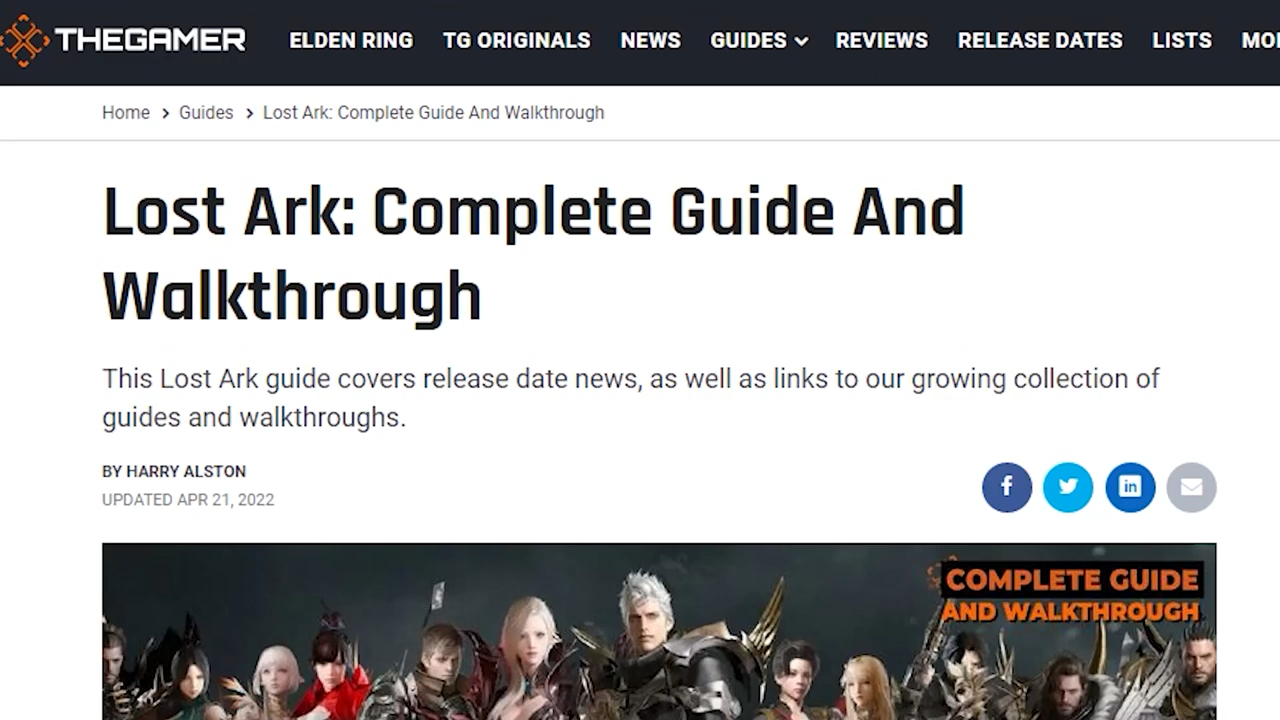 THEGAMER ELDEN RING TG ORIGINALS NEWS GUIDES REVIEWS RELEASE DATES LISTS
Home Guides Lost Ark: Complete Guide And Walkthrough
Lost Ark: Complete Guide And
Walkthrough
This Lost Ark guide covers release date news, as well as links to our growing collection of
guides and walkthroughs.
BY HARRY ALSTON
UPDATED APR 21, 2022
f in
COMPLETE GUIDE
AND WALKTHROUGH